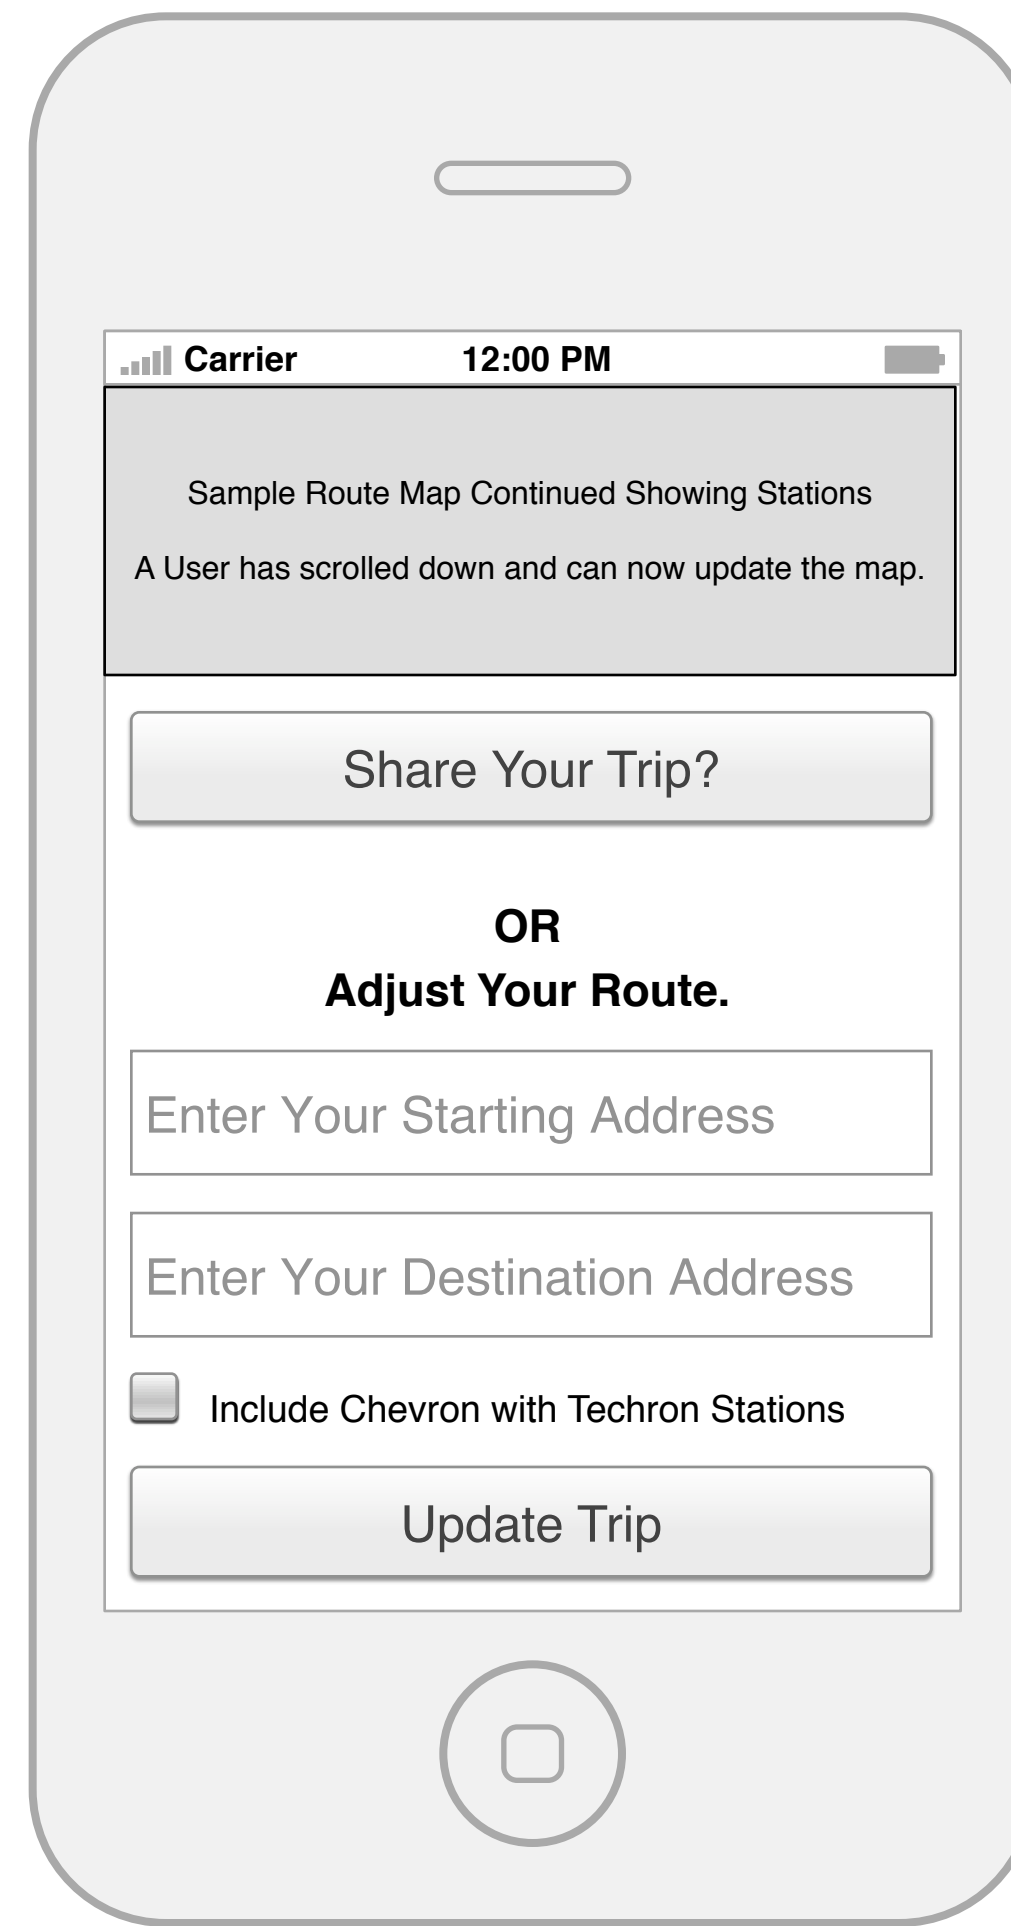 Carrier 12:00 PM
Sample Route Map Continued Showing Stations
A User has scrolled down and can now update the map.
Share Your Trip?
OR
Adjust Your Route.
Enter Your Starting Address
Enter Your Destination Address
Include Chevron with Techron Stations
Update Trip